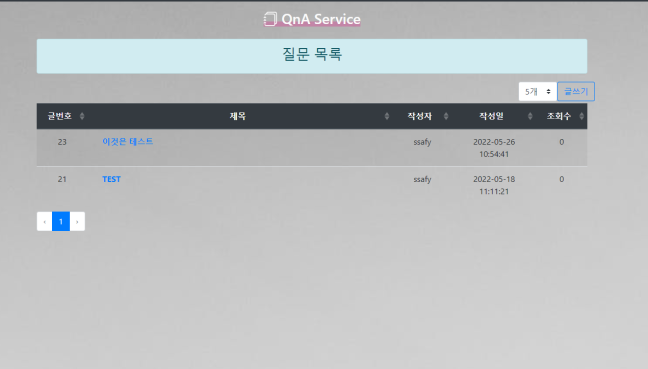 QnA Service
질문 목록
5개 글쓰기
글번호 제목 작성자 작성일 조회수
23 이것은 테스트 ssafy 2022-05-26 10:54:41 0
21 TEST ssafy 2022-05-18 11:11:21 0
‹ 1 ›